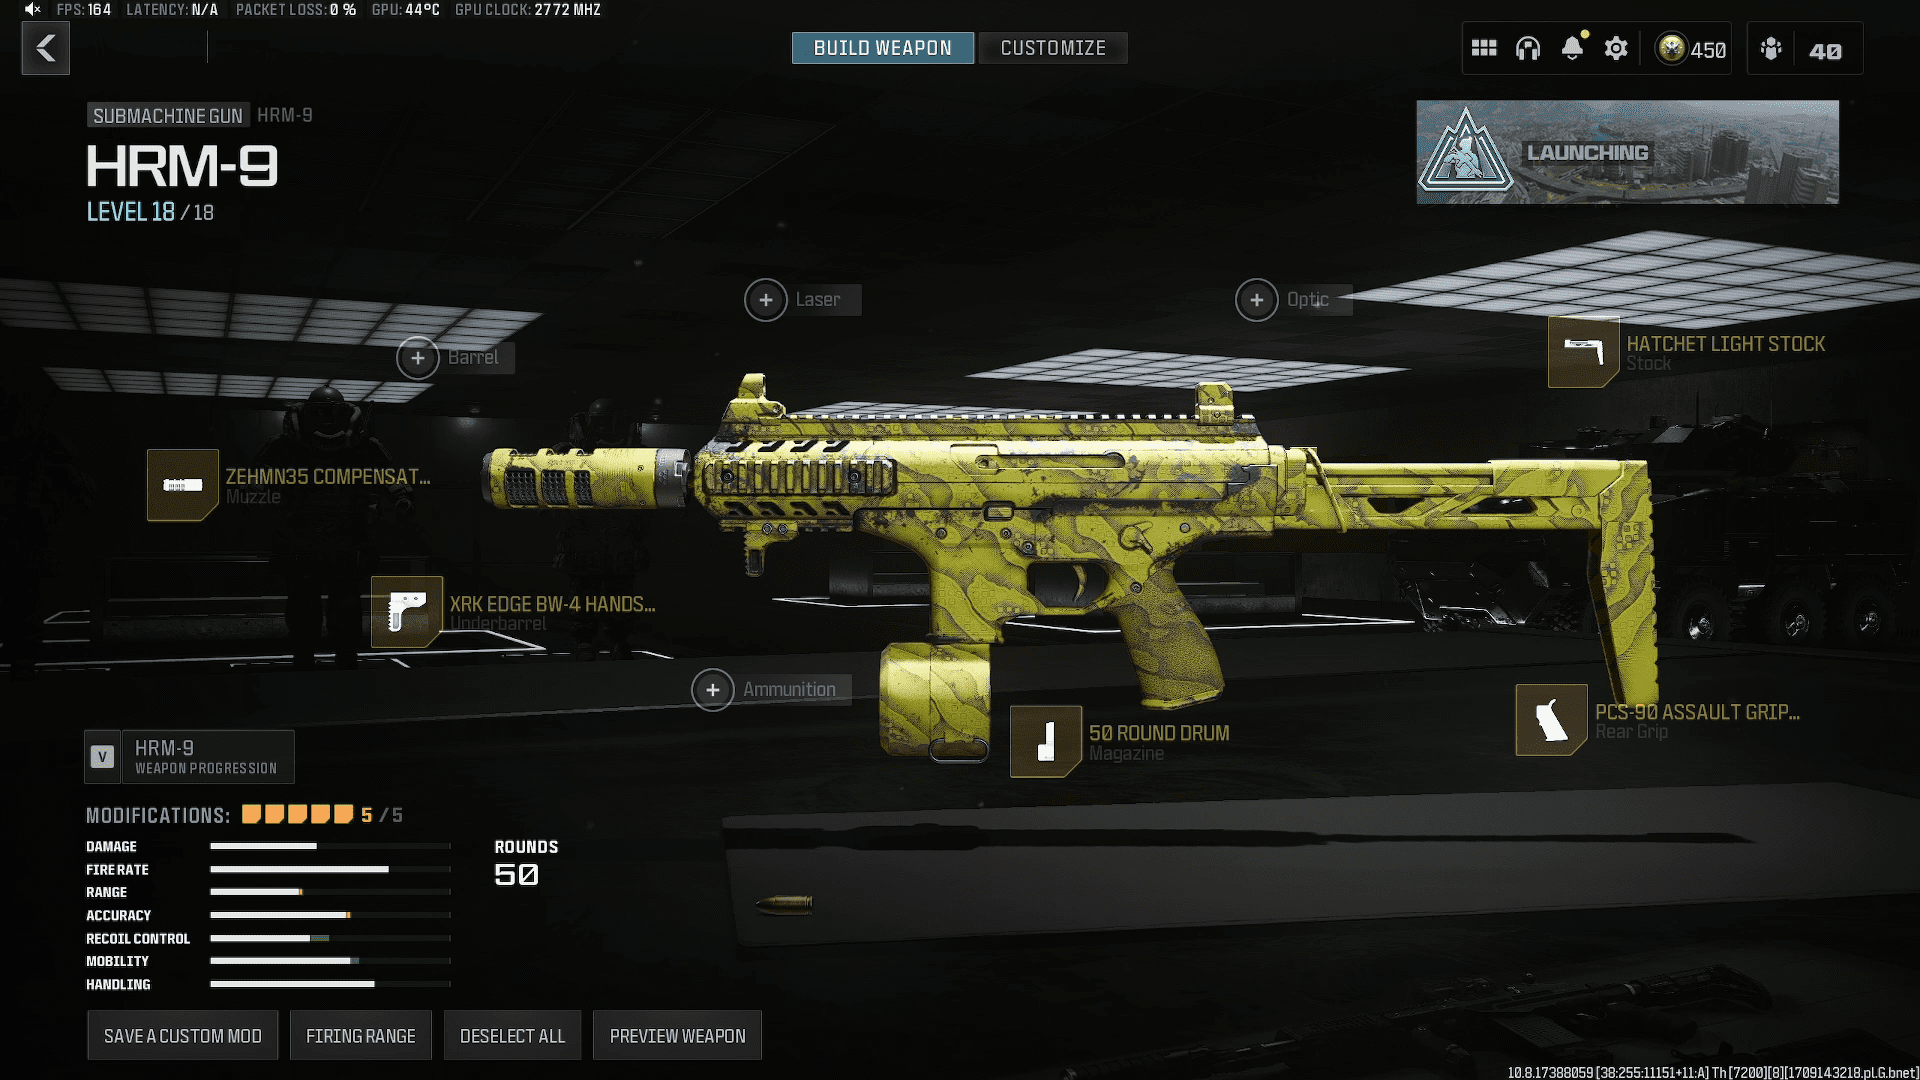 FPS: 164 LATENCY: N/A PACKET LOSS: 0 % GPU: 44°C GPU CLOCK: 2772 MHZ
BUILD WEAPON CUSTOMIZE
450 40
SUBMACHINE GUN HRM-9
HRM-9
LEVEL 18 / 18
LAUNCHING
Laser
Optic
Barrel
HATCHET LIGHT STOCK
Stock
ZEHMN35 COMPENSAT...
Muzzle
XRK EDGE BW-4 HANDS...
Underbarrel
Ammunition
50 ROUND DRUM
Magazine
PCS-90 ASSAULT GRIP...
Rear Grip
V HRM-9
WEAPON PROGRESSION
MODIFICATIONS: 5 / 5
DAMAGE
FIRE RATE
RANGE
ACCURACY
RECOIL CONTROL
MOBILITY
HANDLING
ROUNDS
50
SAVE A CUSTOM MOD FIRING RANGE DESELECT ALL PREVIEW WEAPON
10.8.17388059 [38:255:11151+11:A] Th [7200][8][1709143218.pl.G.bnet]